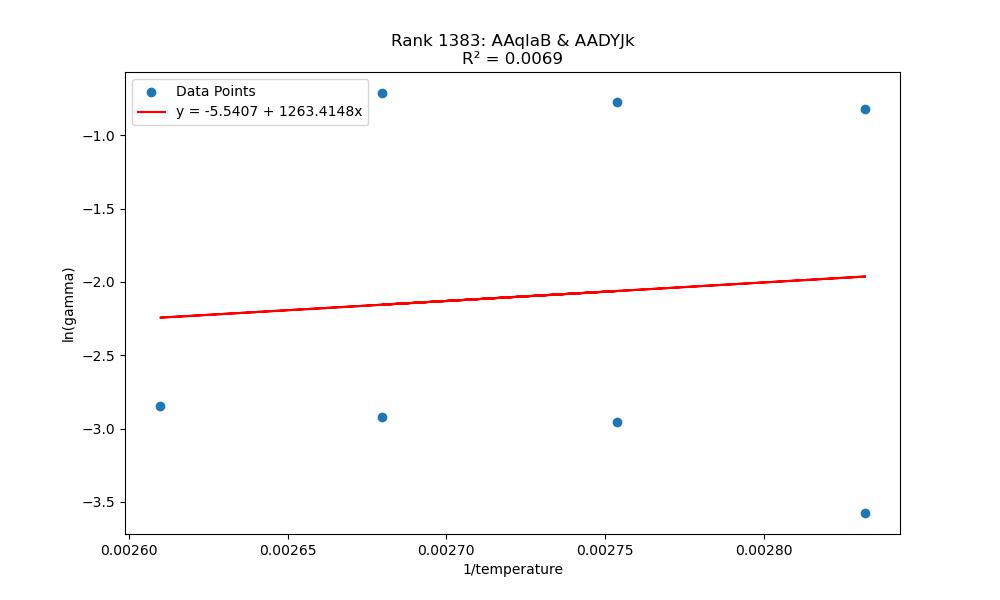 Rank 1383: AAqlaB & AADYJk
R² = 0.0069
Data Points
y = -5.5407 + 1263.4148x
ln(gamma)
−1.0
−1.5
−2.0
−2.5
−3.0
−3.5
0.00260 0.00265 0.00270 0.00275 0.00280
1/temperature